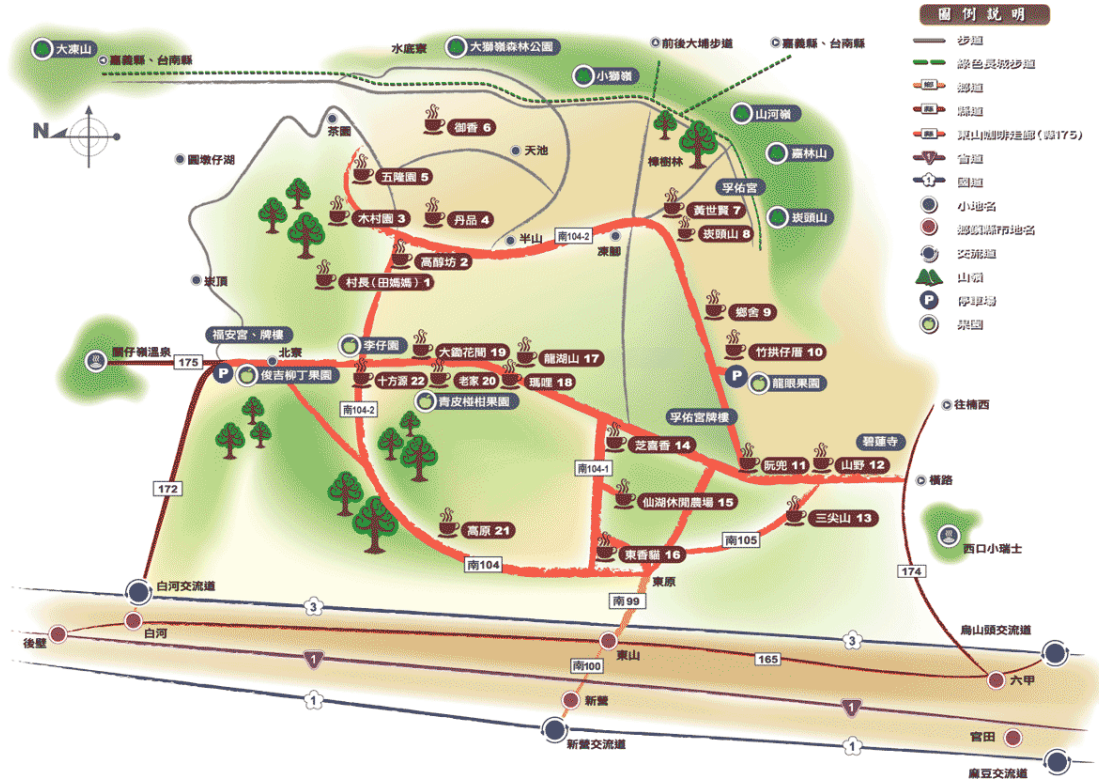 圖例說明
步道
綠色長城步道
鄉 鄉道
縣 縣道
縣 東山咖啡走廊(縣175)
1 省道
1 國道
小地名
鄉鎮縣市地名
交流道
山嶺
P 停車場
果園
大凍山
嘉義縣、台南縣
水底寮
大獅嶺森林公園
前後大埔步道
嘉義縣、台南縣
小獅嶺
N
茶園
御香 6
山河嶺
圓墩仔湖
天池
樟樹林
嘉林山
五隆園 5
孚佑宮
木村園 3
丹品 4
黃世賢 7
崁頭山
半山
南104-2
凍腳
崁頭山 8
高醇坊 2
崁頂
村長(田媽媽) 1
鄉舍 9
福安宮、牌樓
李仔園
大鋤花間 19
龍湖山 17
竹拱仔厝 10
關仔嶺溫泉
175
北寮
P
俊吉柳丁果園
十方源 22
老家 20
瑪哩 18
P
龍眼果園
南104-2
青皮椪柑果園
孚佑宮牌樓
往楠西
芝喜香 14
碧蓮寺
南104-1
阮兜 11
山野 12
橫路
172
仙湖休閒農場 15
三尖山 13
高原 21
南105
西口小瑞士
東香貓 16
南104
東原
174
白河交流道
南99
3
白河
3
烏山頭交流道
後壁
東山
1
南100
165
六甲
1
新營
1
宮田
新營交流道
1
麻豆交流道